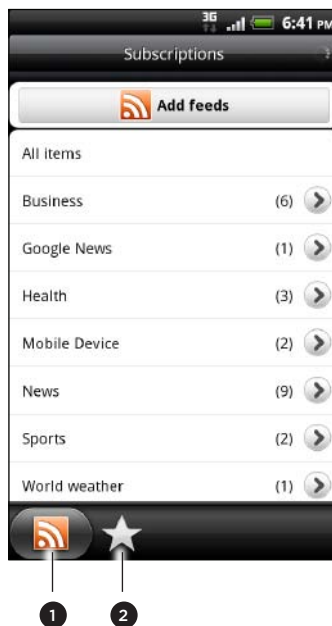 3G 6:41 PM
Subscriptions
Add feeds
All items
Business (6)
Google News (1)
Health (3)
Mobile Device (2)
News (9)
Sports (2)
World weather (1)
1 2